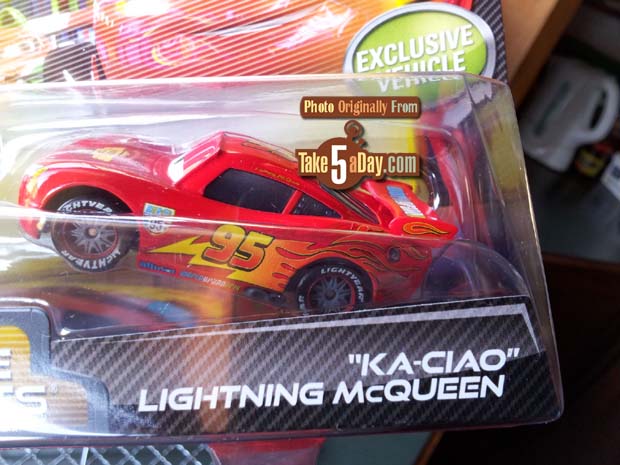 EXCLUSIVE
VEHICLE
Photo Originally From
Take5aDay.com
LIGHTYEAR
95
LIGHTYEAR
"KA-CIAO"
LIGHTNING McQUEEN